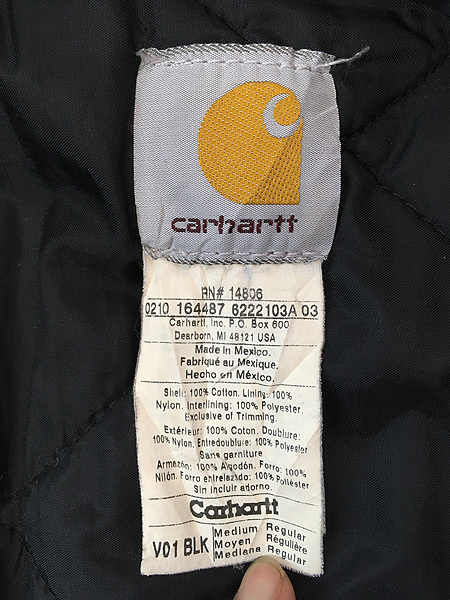 carhartt
RN# 14806
0210 164487 6222103A 03
Carhartt, Inc. P.O. Box 600
Dearborn, MI 48121 USA
Made in Mexico.
Fabriqué au Mexique.
Hecho en México.
Shell: 100% Cotton. Lining: 100%
Nylon. Interlining: 100% Polyester.
Exclusive of Trimming.
Extérieur: 100% Coton. Doublure:
100% Nylon. Entredoublure: 100% Polyester
Sans garniture
Armazón: 100% Algodón. Forro: 100%
Nilón. Forro entrelazado: 100% Poliéster
Sin incluir adorno.
Carhartt
V01 BLK
Medium Regular
Moyen Régulière
Mediana Regular